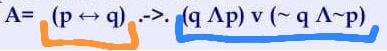 A= (p ↔ q) .->. (q Λp) v (~ q Λ~p)